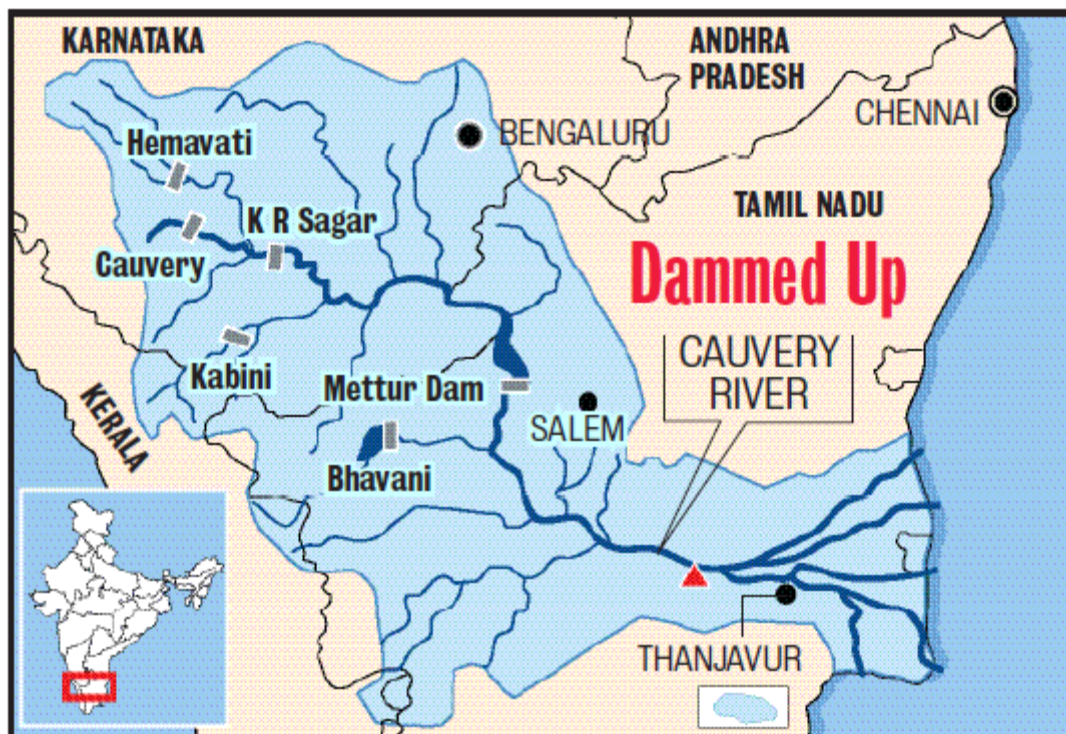 KARNATAKA
ANDHRA
PRADESH
CHENNAI
BENGALURU
Hemavati
TAMIL NADU
K R Sagar
Cauvery
Dammed Up
CAUVERY
RIVER
Kabini
Mettur Dam
KERALA
SALEM
Bhavani
THANJAVUR